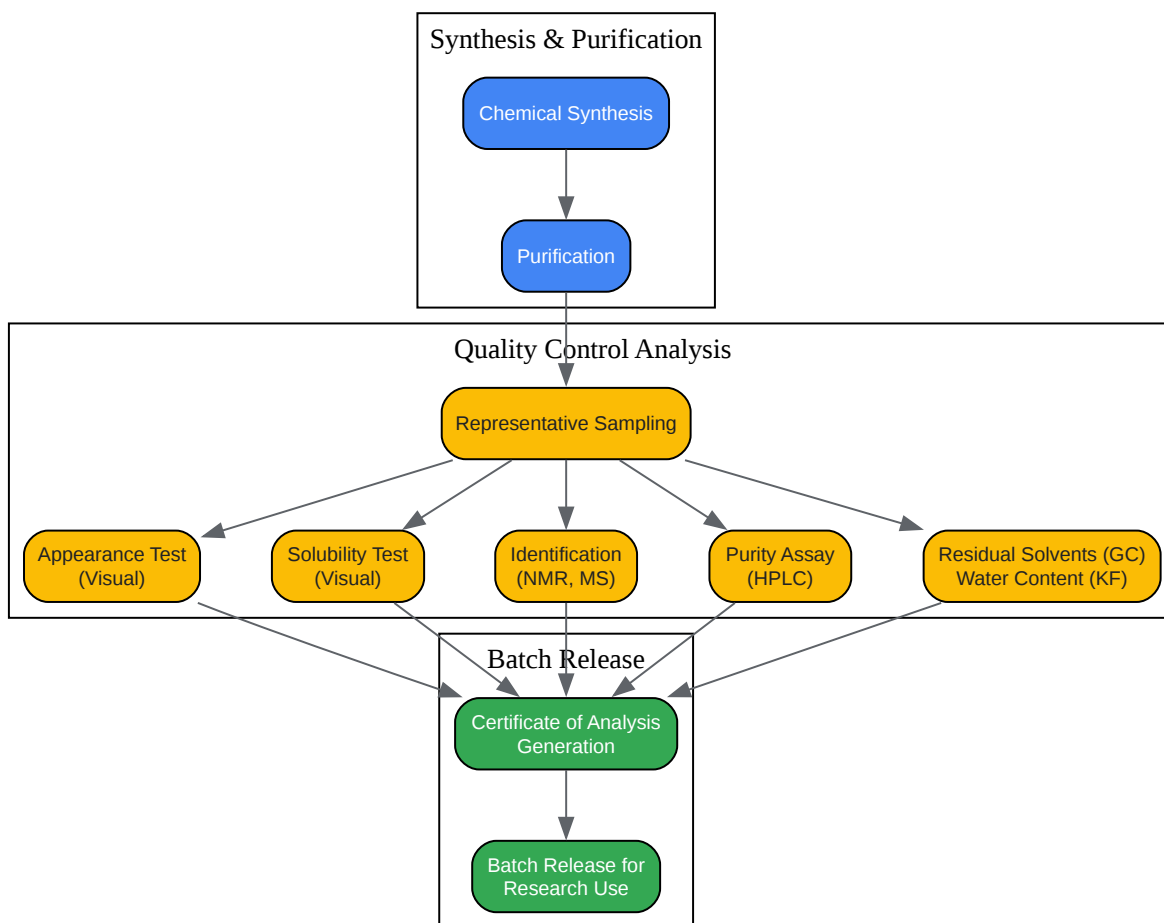 Synthesis & Purification
Chemical Synthesis
Purification
Quality Control Analysis
Representative Sampling
Appearance Test
(Visual)
Solubility Test
(Visual)
Identification
(NMR, MS)
Purity Assay
(HPLC)
Residual Solvents (GC)
Water Content (KF)
Batch Release
Certificate of Analysis
Generation
Batch Release for
Research Use